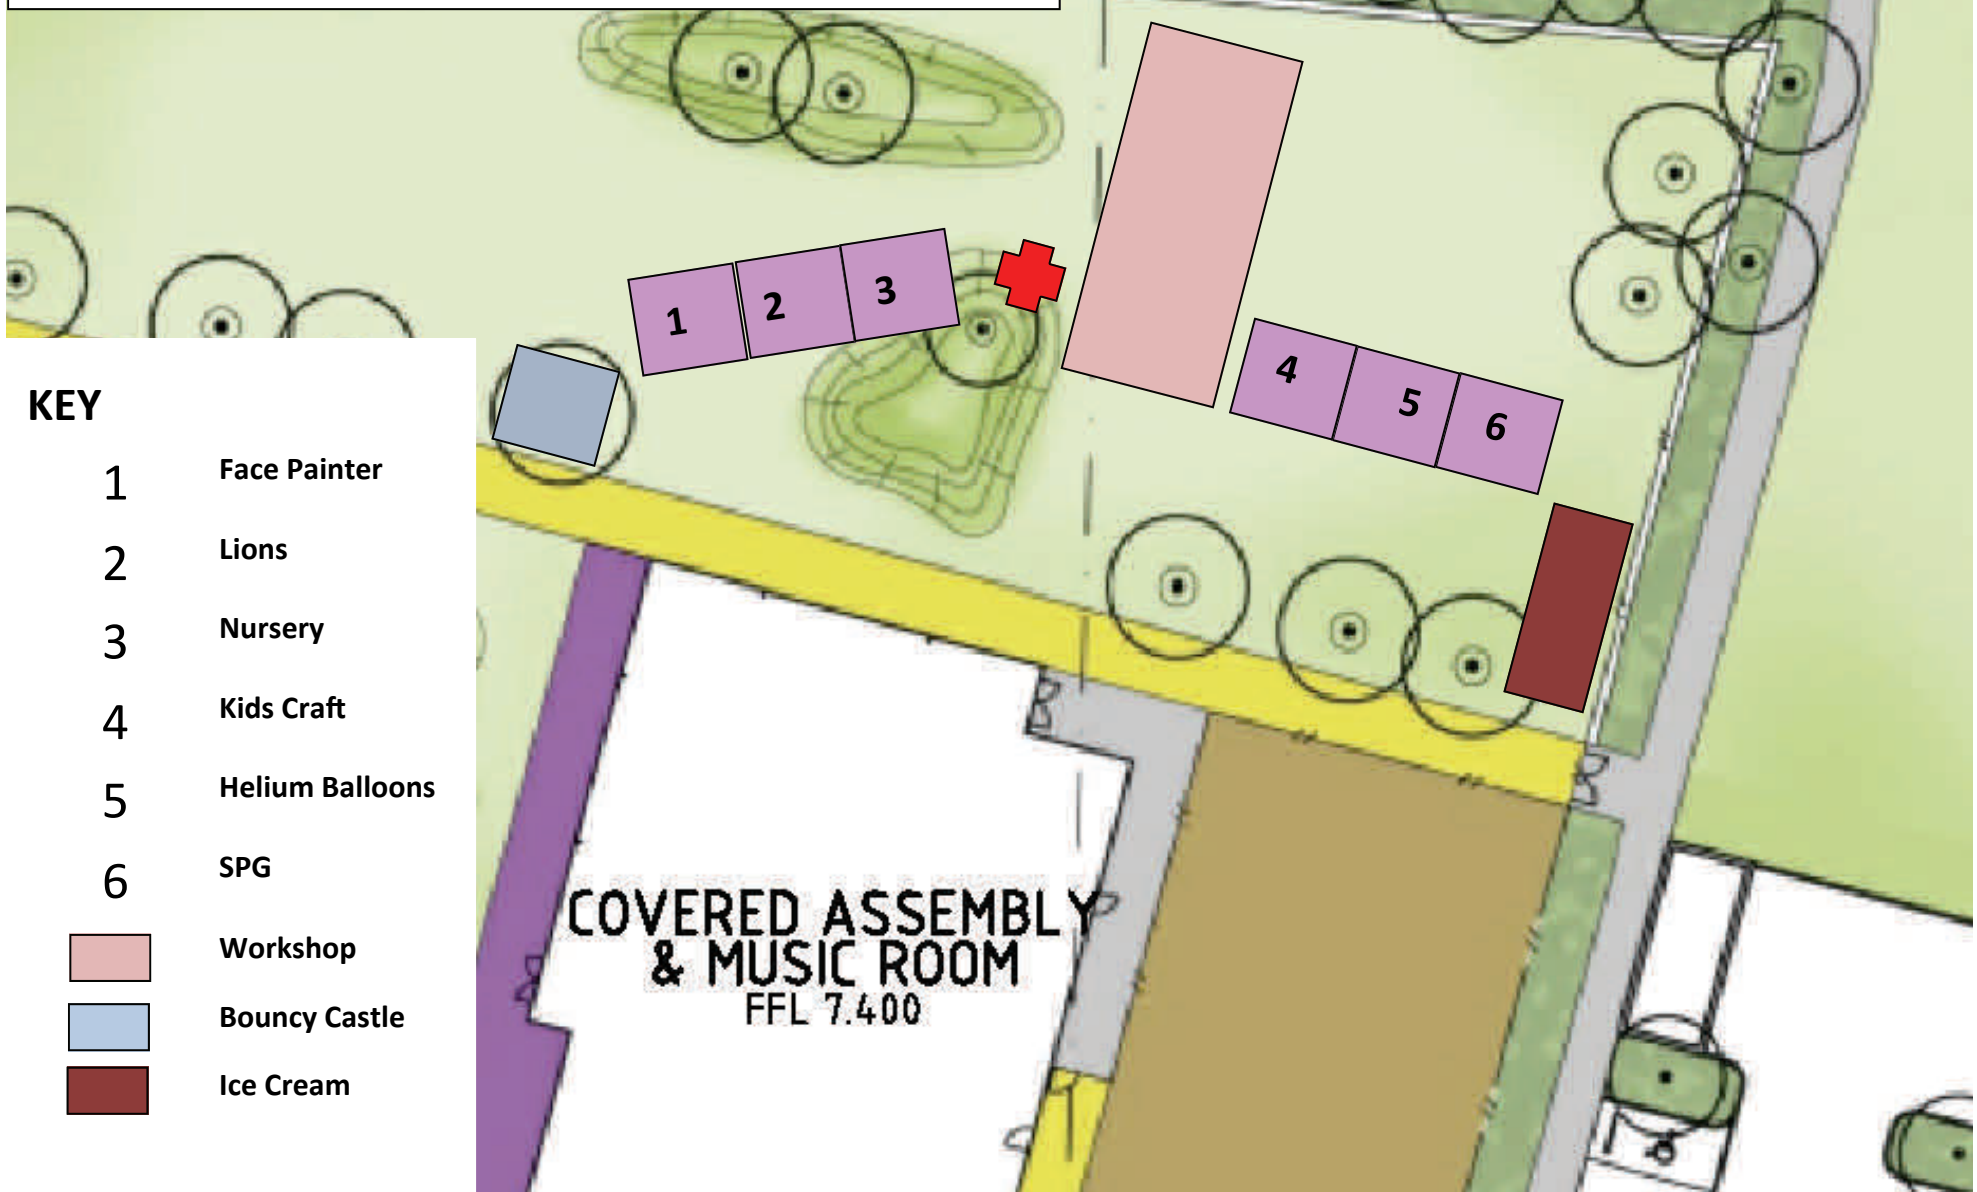 1
2
3
4
5
6
KEY
1 Face Painter
2 Lions
3 Nursery
4 Kids Craft
5 Helium Balloons
6 SPG
Workshop
Bouncy Castle
Ice Cream
COVERED ASSEMBLY
& MUSIC ROOM
FFL 7.400